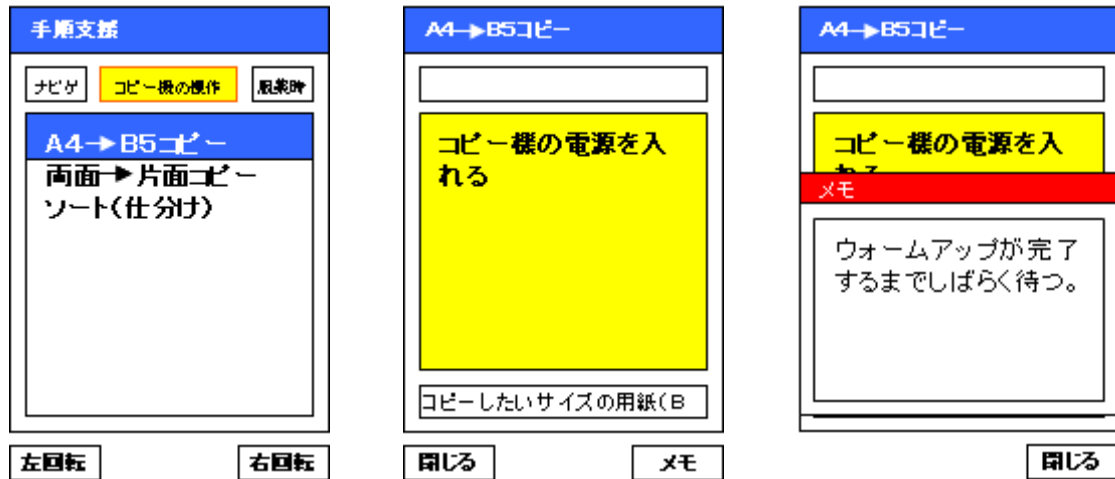 手順支援
ナビゲ
コピー機の操作
服薬時
A4→B5コピー
両面→片面コピー
ソート(仕分け)
左回転
右回転
A4→B5コピー
コピー機の電源を入
れる
コピーしたいサイズの用紙(B
閉じる
メモ
A4→B5コピー
コピー機の電源を入
メモ
ウォームアップが完了
するまでしばらく待つ。
閉じる